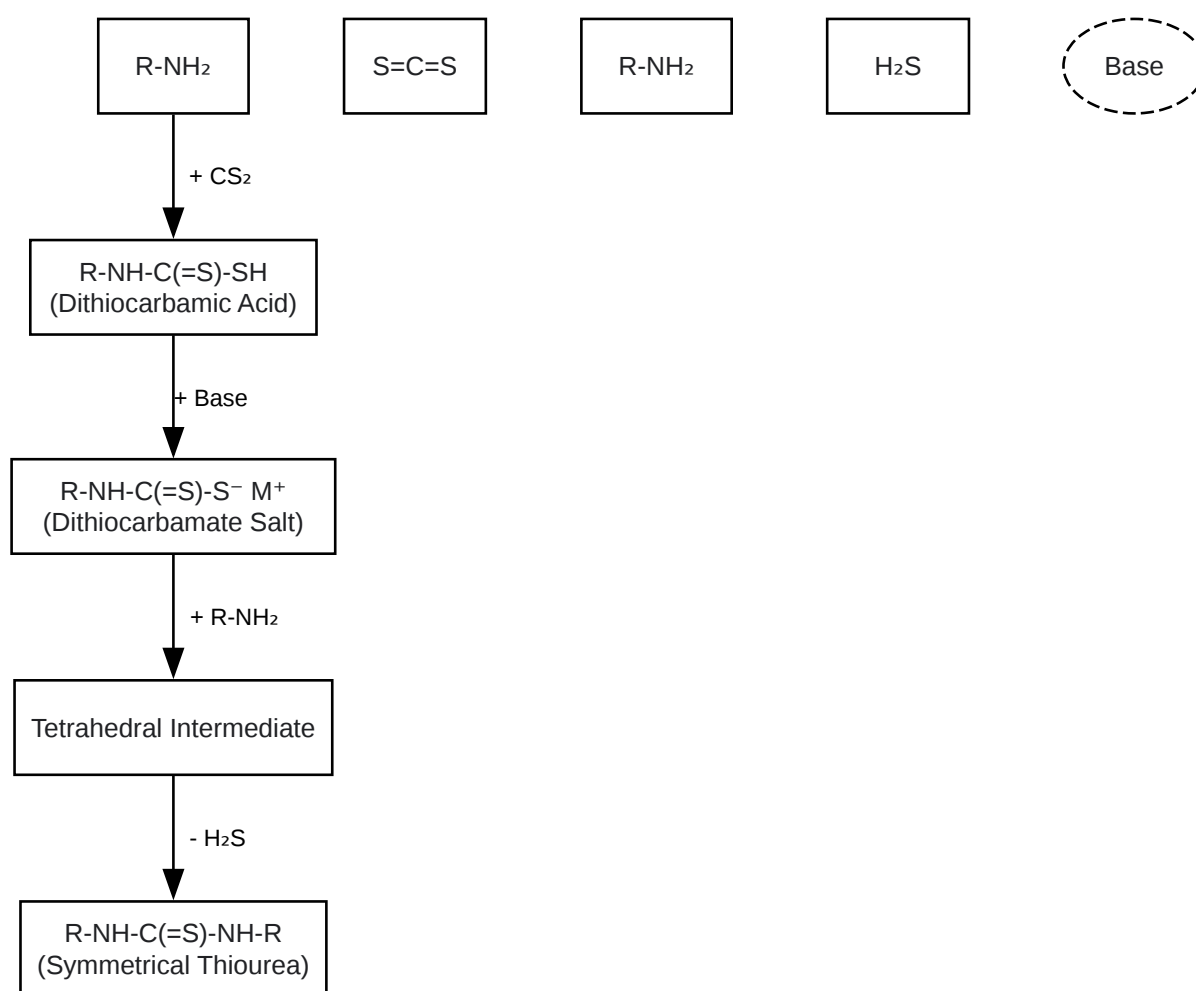 R-NH₂
S=C=S
R-NH₂
H₂S
Base
+ CS₂
R-NH-C(=S)-SH
(Dithiocarbamic Acid)
+ Base
R-NH-C(=S)-S⁻ M⁺
(Dithiocarbamate Salt)
+ R-NH₂
Tetrahedral Intermediate
- H₂S
R-NH-C(=S)-NH-R
(Symmetrical Thiourea)